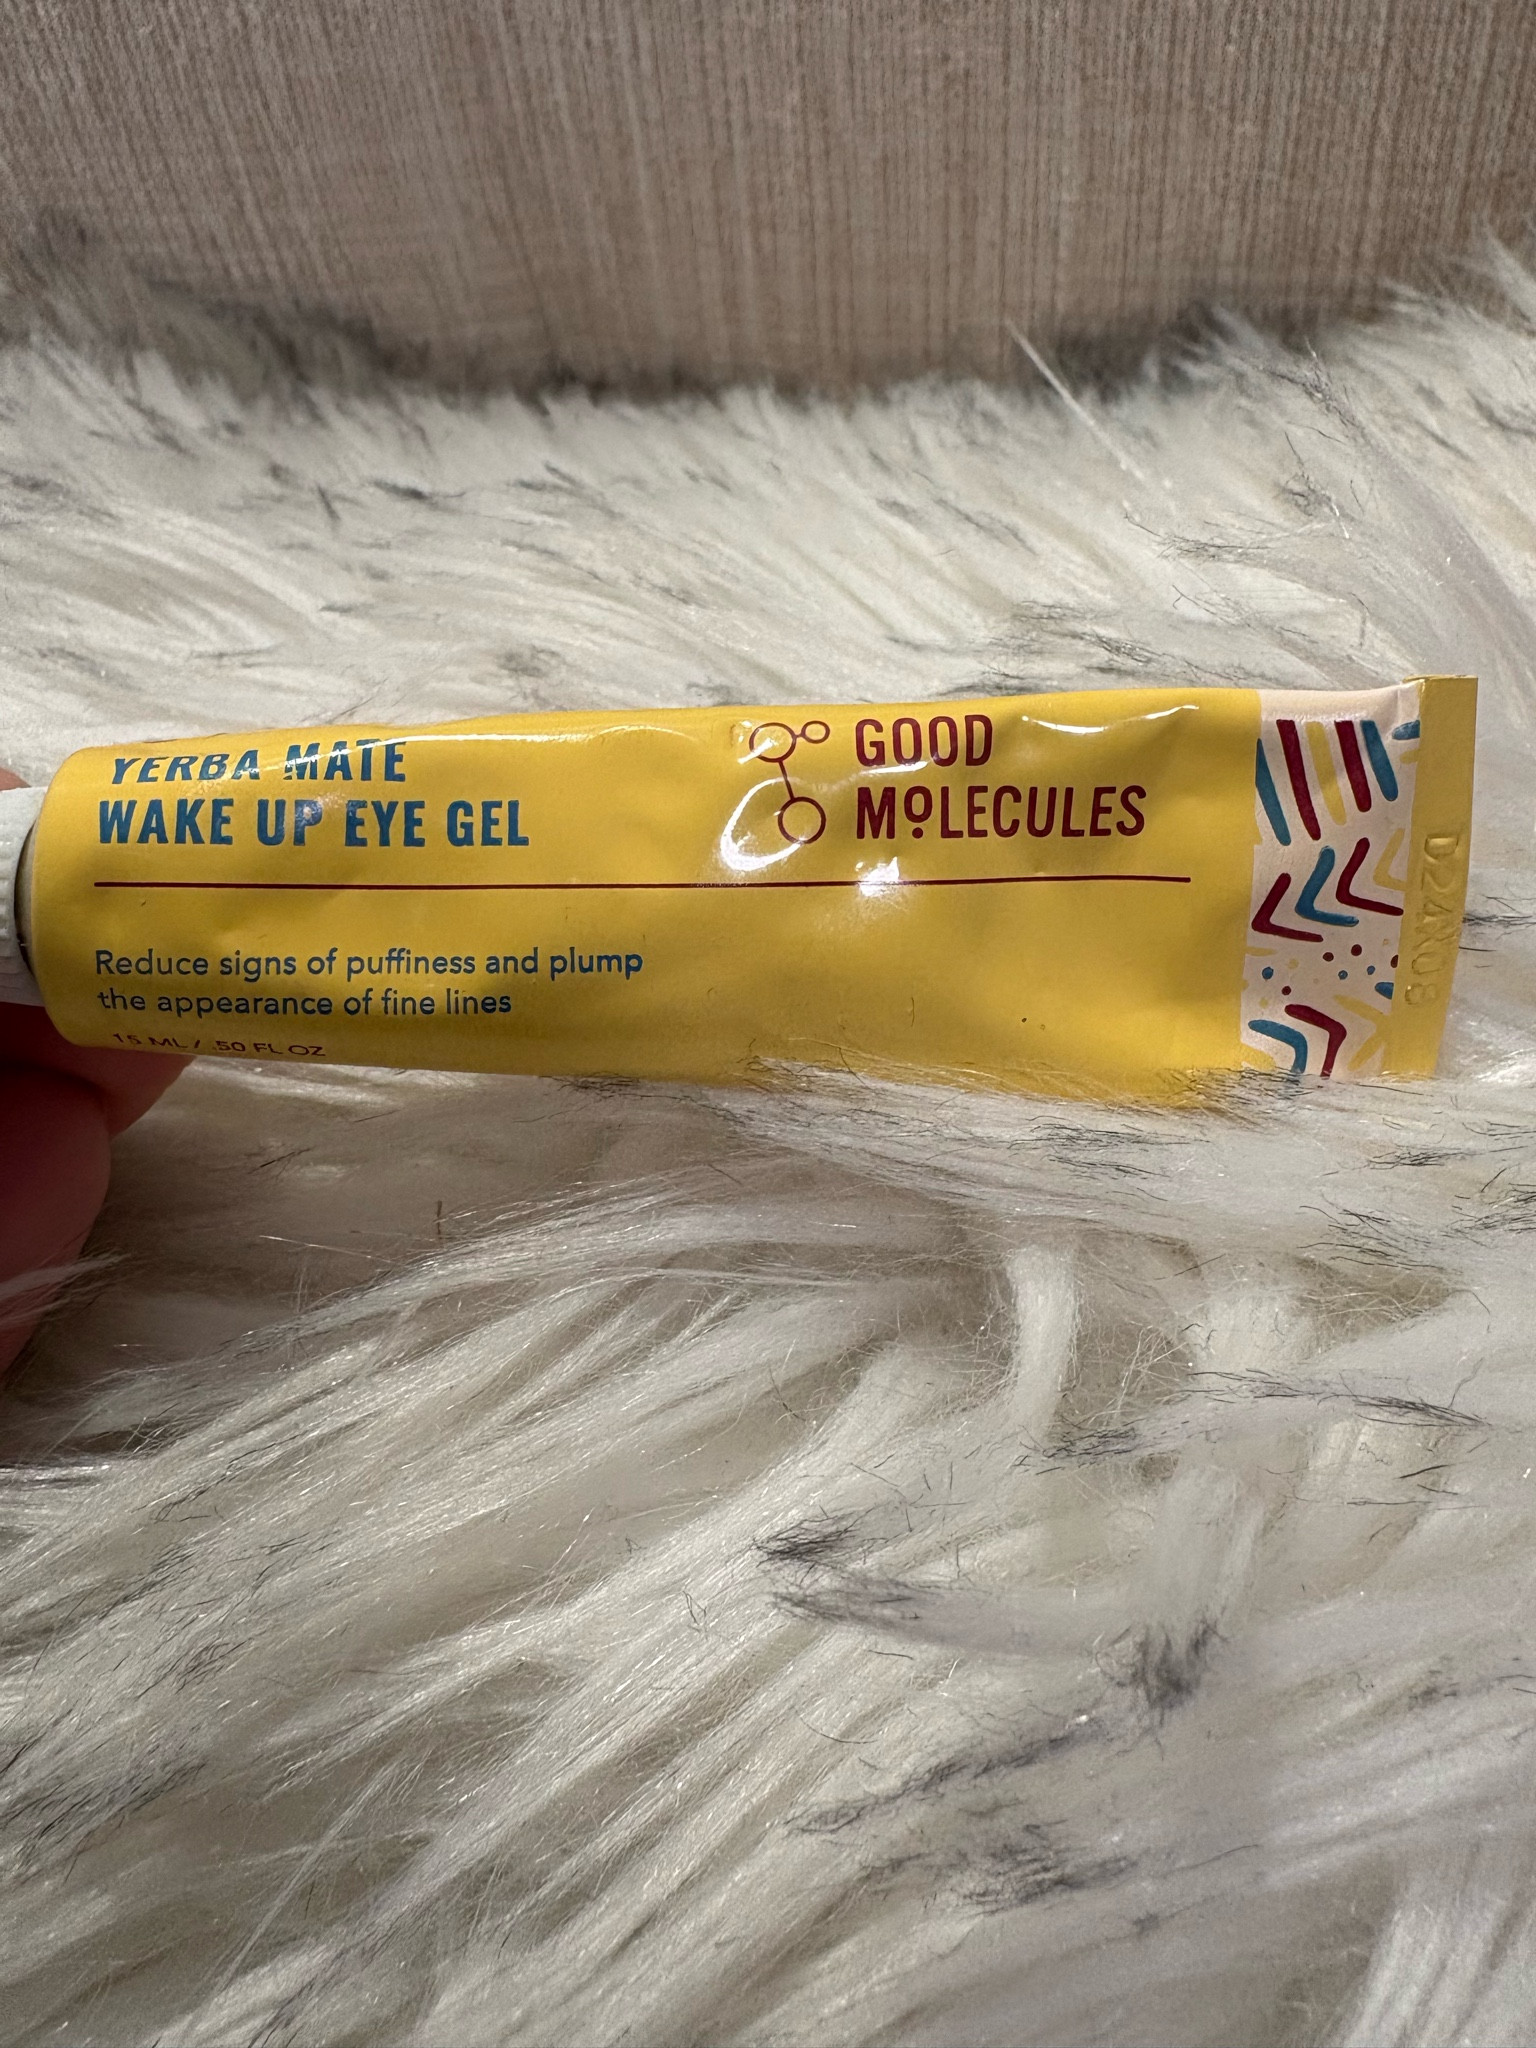 YERBA MATE
WAKE UP EYE GEL
GOOD
MOLECULES
Reduce signs of puffiness and plump
the appearance of fine lines
15 ML / .50 FL OZ
D24N08